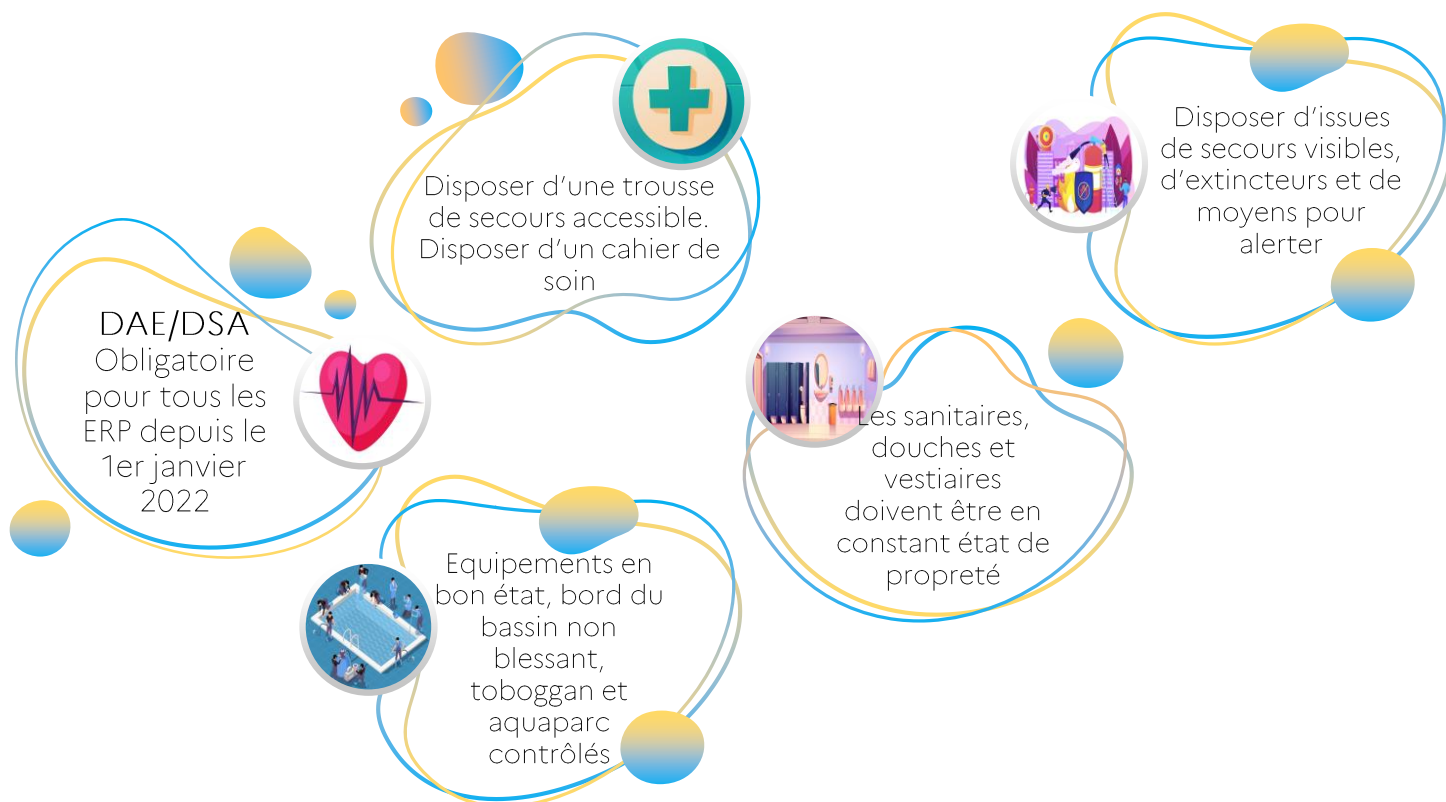 DAE/DSA
Obligatoire
pour tous les
ERP depuis le
1er janvier
2022
Disposer d’une trousse
de secours accessible.
Disposer d’un cahier de
soin
Equipements en
bon état, bord du
bassin non
blessant,
toboggan et
aquaparc
contrôlés
Les sanitaires,
douches et
vestiaires
doivent être en
constant état de
propreté
Disposer d’issues
de secours visibles,
d’extincteurs et de
moyens pour
alerter